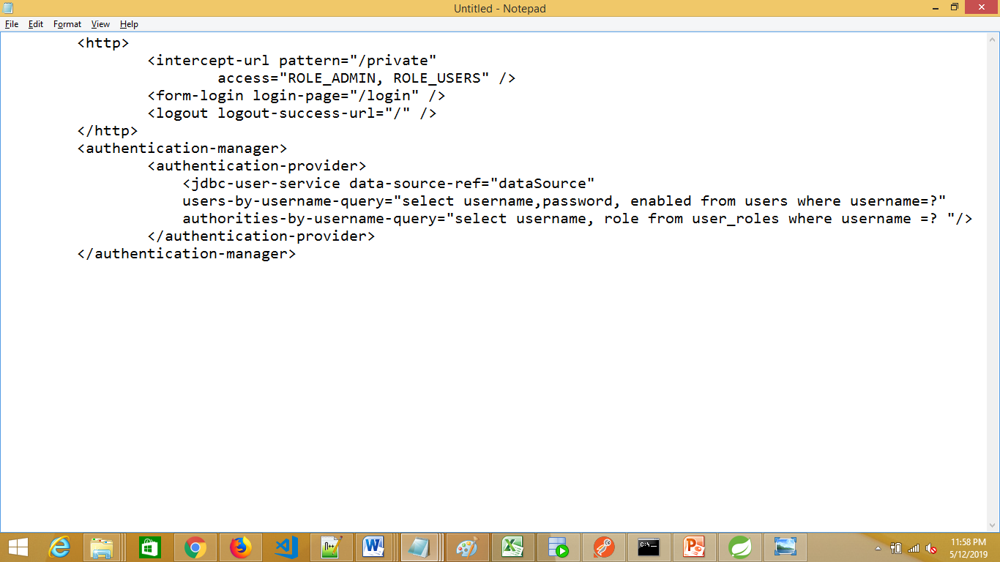 Untitled - Notepad
File Edit Format View Help
<http>
<intercept-url pattern="/private"
access="ROLE_ADMIN, ROLE_USERS" />
<form-login login-page="/login" />
<logout logout-success-url="/" />
</http>
<authentication-manager>
<authentication-provider>
<jdbc-user-service data-source-ref="dataSource"
users-by-username-query="select username,password, enabled from users where username=?"
authorities-by-username-query="select username, role from user_roles where username =? "/>
</authentication-provider>
</authentication-manager>
11:58 PM
5/12/2019